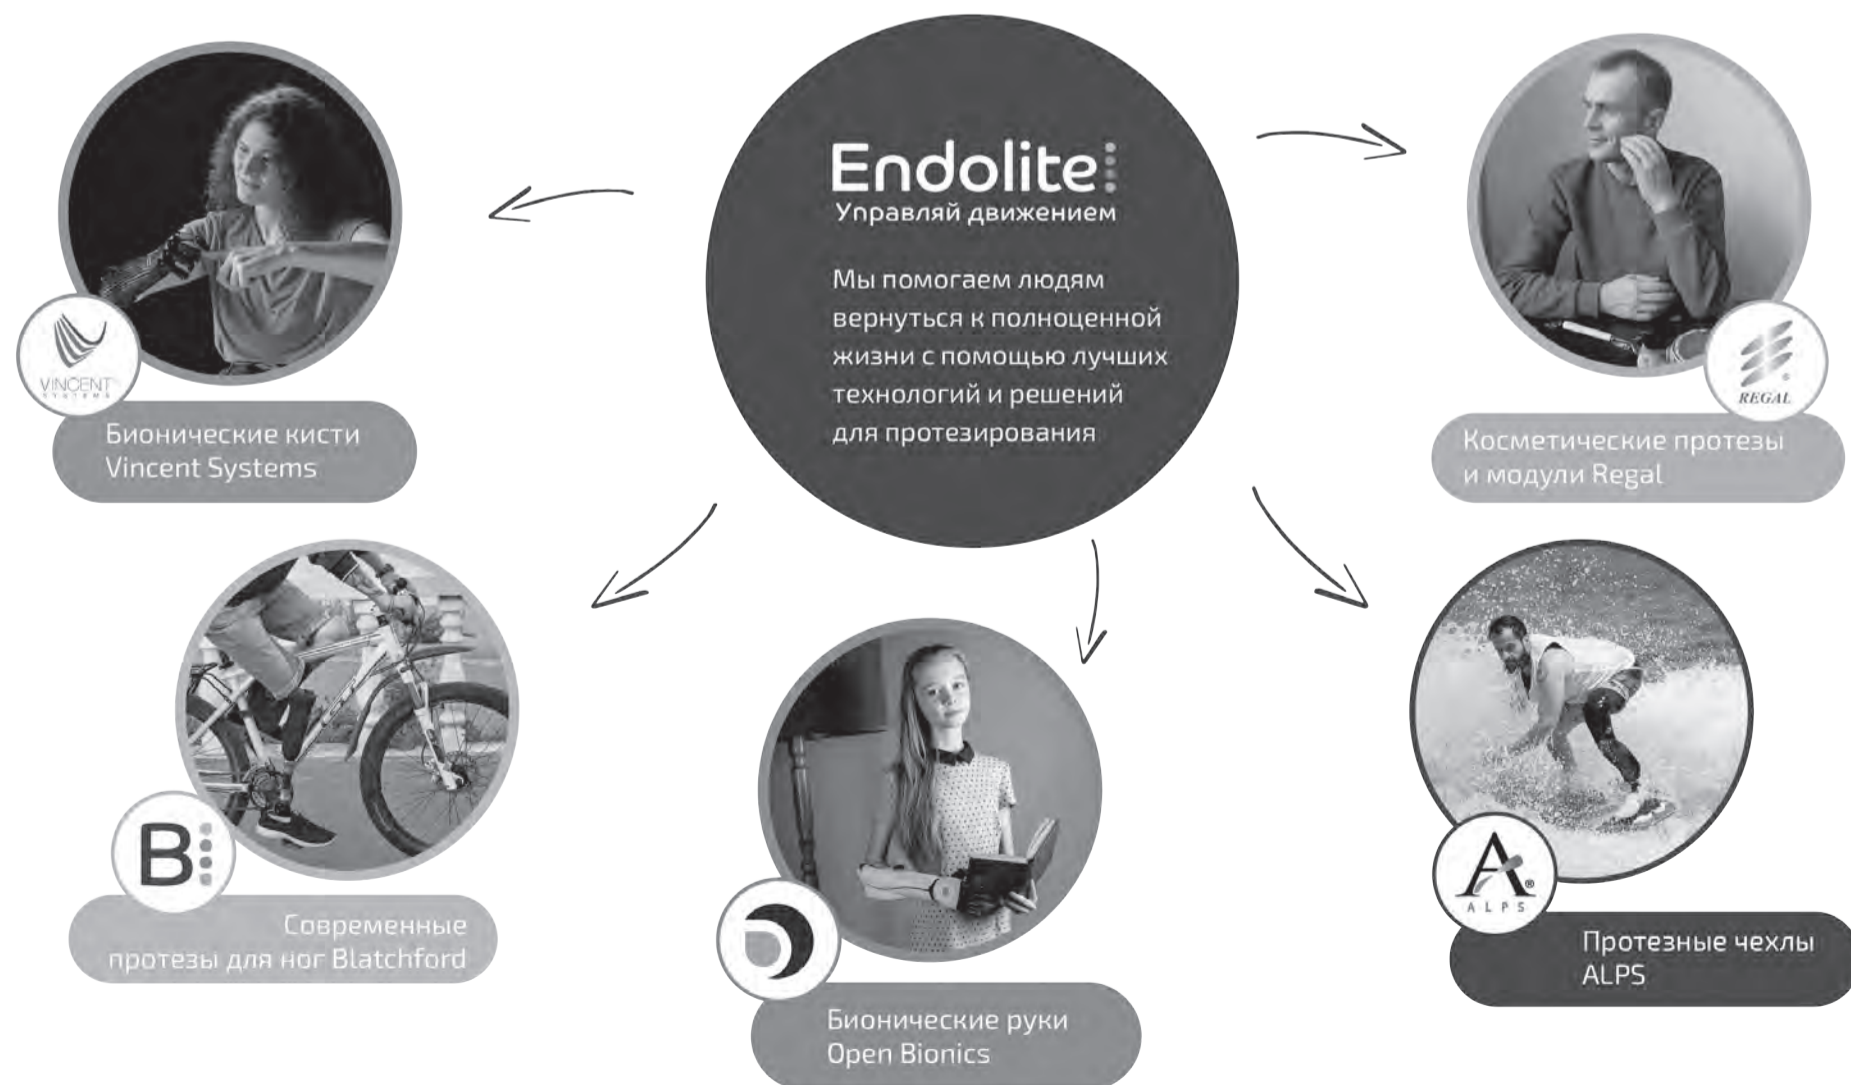 Endolite
Управляй движением
Мы помогаем людям
вернуться к полноценной
жизни с помощью лучших
технологий и решений
для протезирования
VINCENT
SYSTEMS
Бионические кисти
Vincent Systems
REGAL
Косметические протезы
и модули Regal
B
Современные
протезы для ног Blatchford
Бионические руки
Open Bionics
A®
ALPS
Протезные чехлы
ALPS